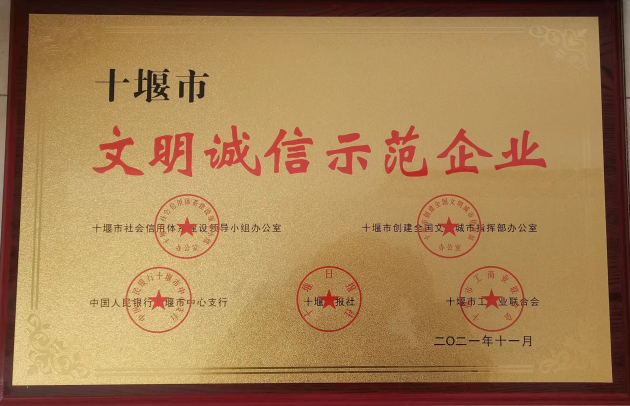 十堰市
文明诚信示范企业
十堰市社会信用体系建设领导小组办公室
十堰市创建全国文明城市指挥部办公室
中国人民银行十堰市中心支行
十堰日报社
十堰市工商业联合会
二〇二一年十一月